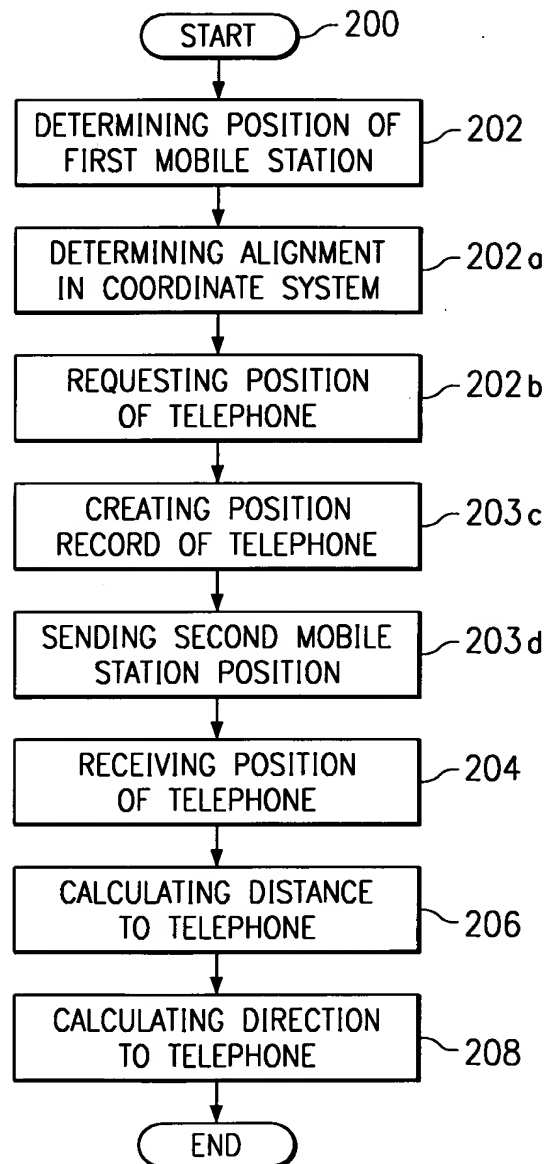 START
200
DETERMINING POSITION OF
FIRST MOBILE STATION
202
DETERMINING ALIGNMENT
IN COORDINATE SYSTEM
202a
REQUESTING POSITION
OF TELEPHONE
202b
CREATING POSITION
RECORD OF TELEPHONE
203c
SENDING SECOND MOBILE
STATION POSITION
203d
RECEIVING POSITION
OF TELEPHONE
204
CALCULATING DISTANCE
TO TELEPHONE
206
CALCULATING DIRECTION
TO TELEPHONE
208
END